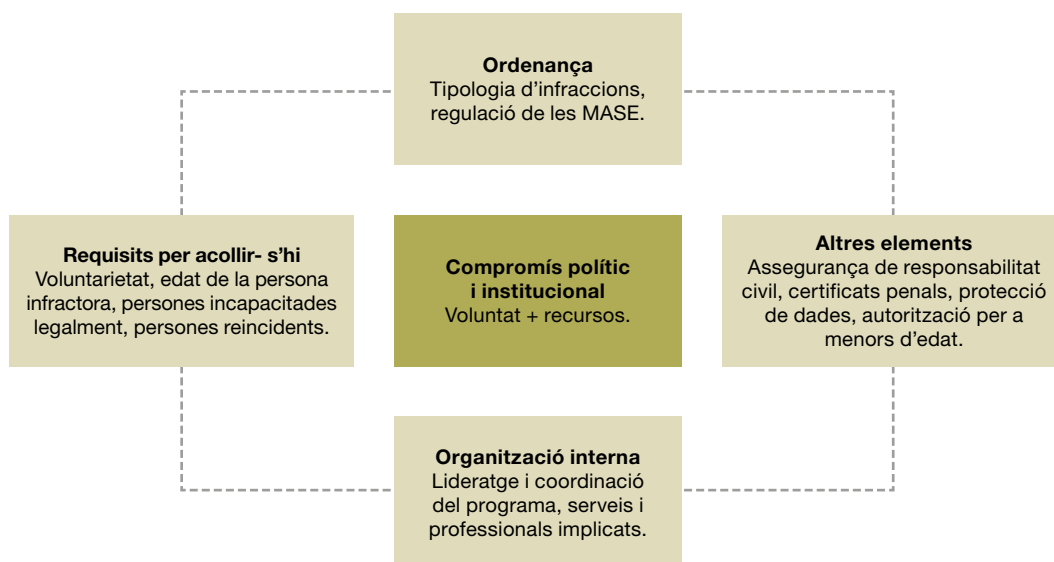 Ordenança
Tipologia d’infraccions,
regulació de les MASE.
Requisits per acollir- s’hi
Voluntarietat, edat de la persona
infractora, persones incapacitades
legalment, persones reincidents.
Compromís polític
i institucional
Voluntat + recursos.
Altres elements
Assegurança de responsabilitat
civil, certificats penals, protecció
de dades, autorització per a
menors d’edat.
Organització interna
Lideratge i coordinació
del programa, serveis i
professionals implicats.